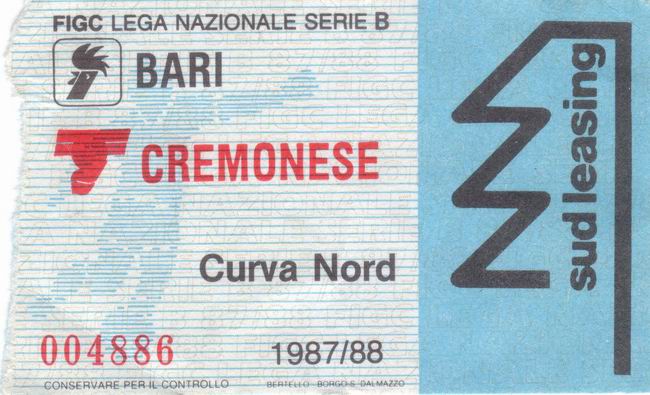 FIGC LEGA NAZIONALE SERIE B
BARI
CREMONESE
Curva Nord
004886
1987/88
CONSERVARE PER IL CONTROLLO
BERTELLO - BORGO S. DALMAZZO
sud leasing